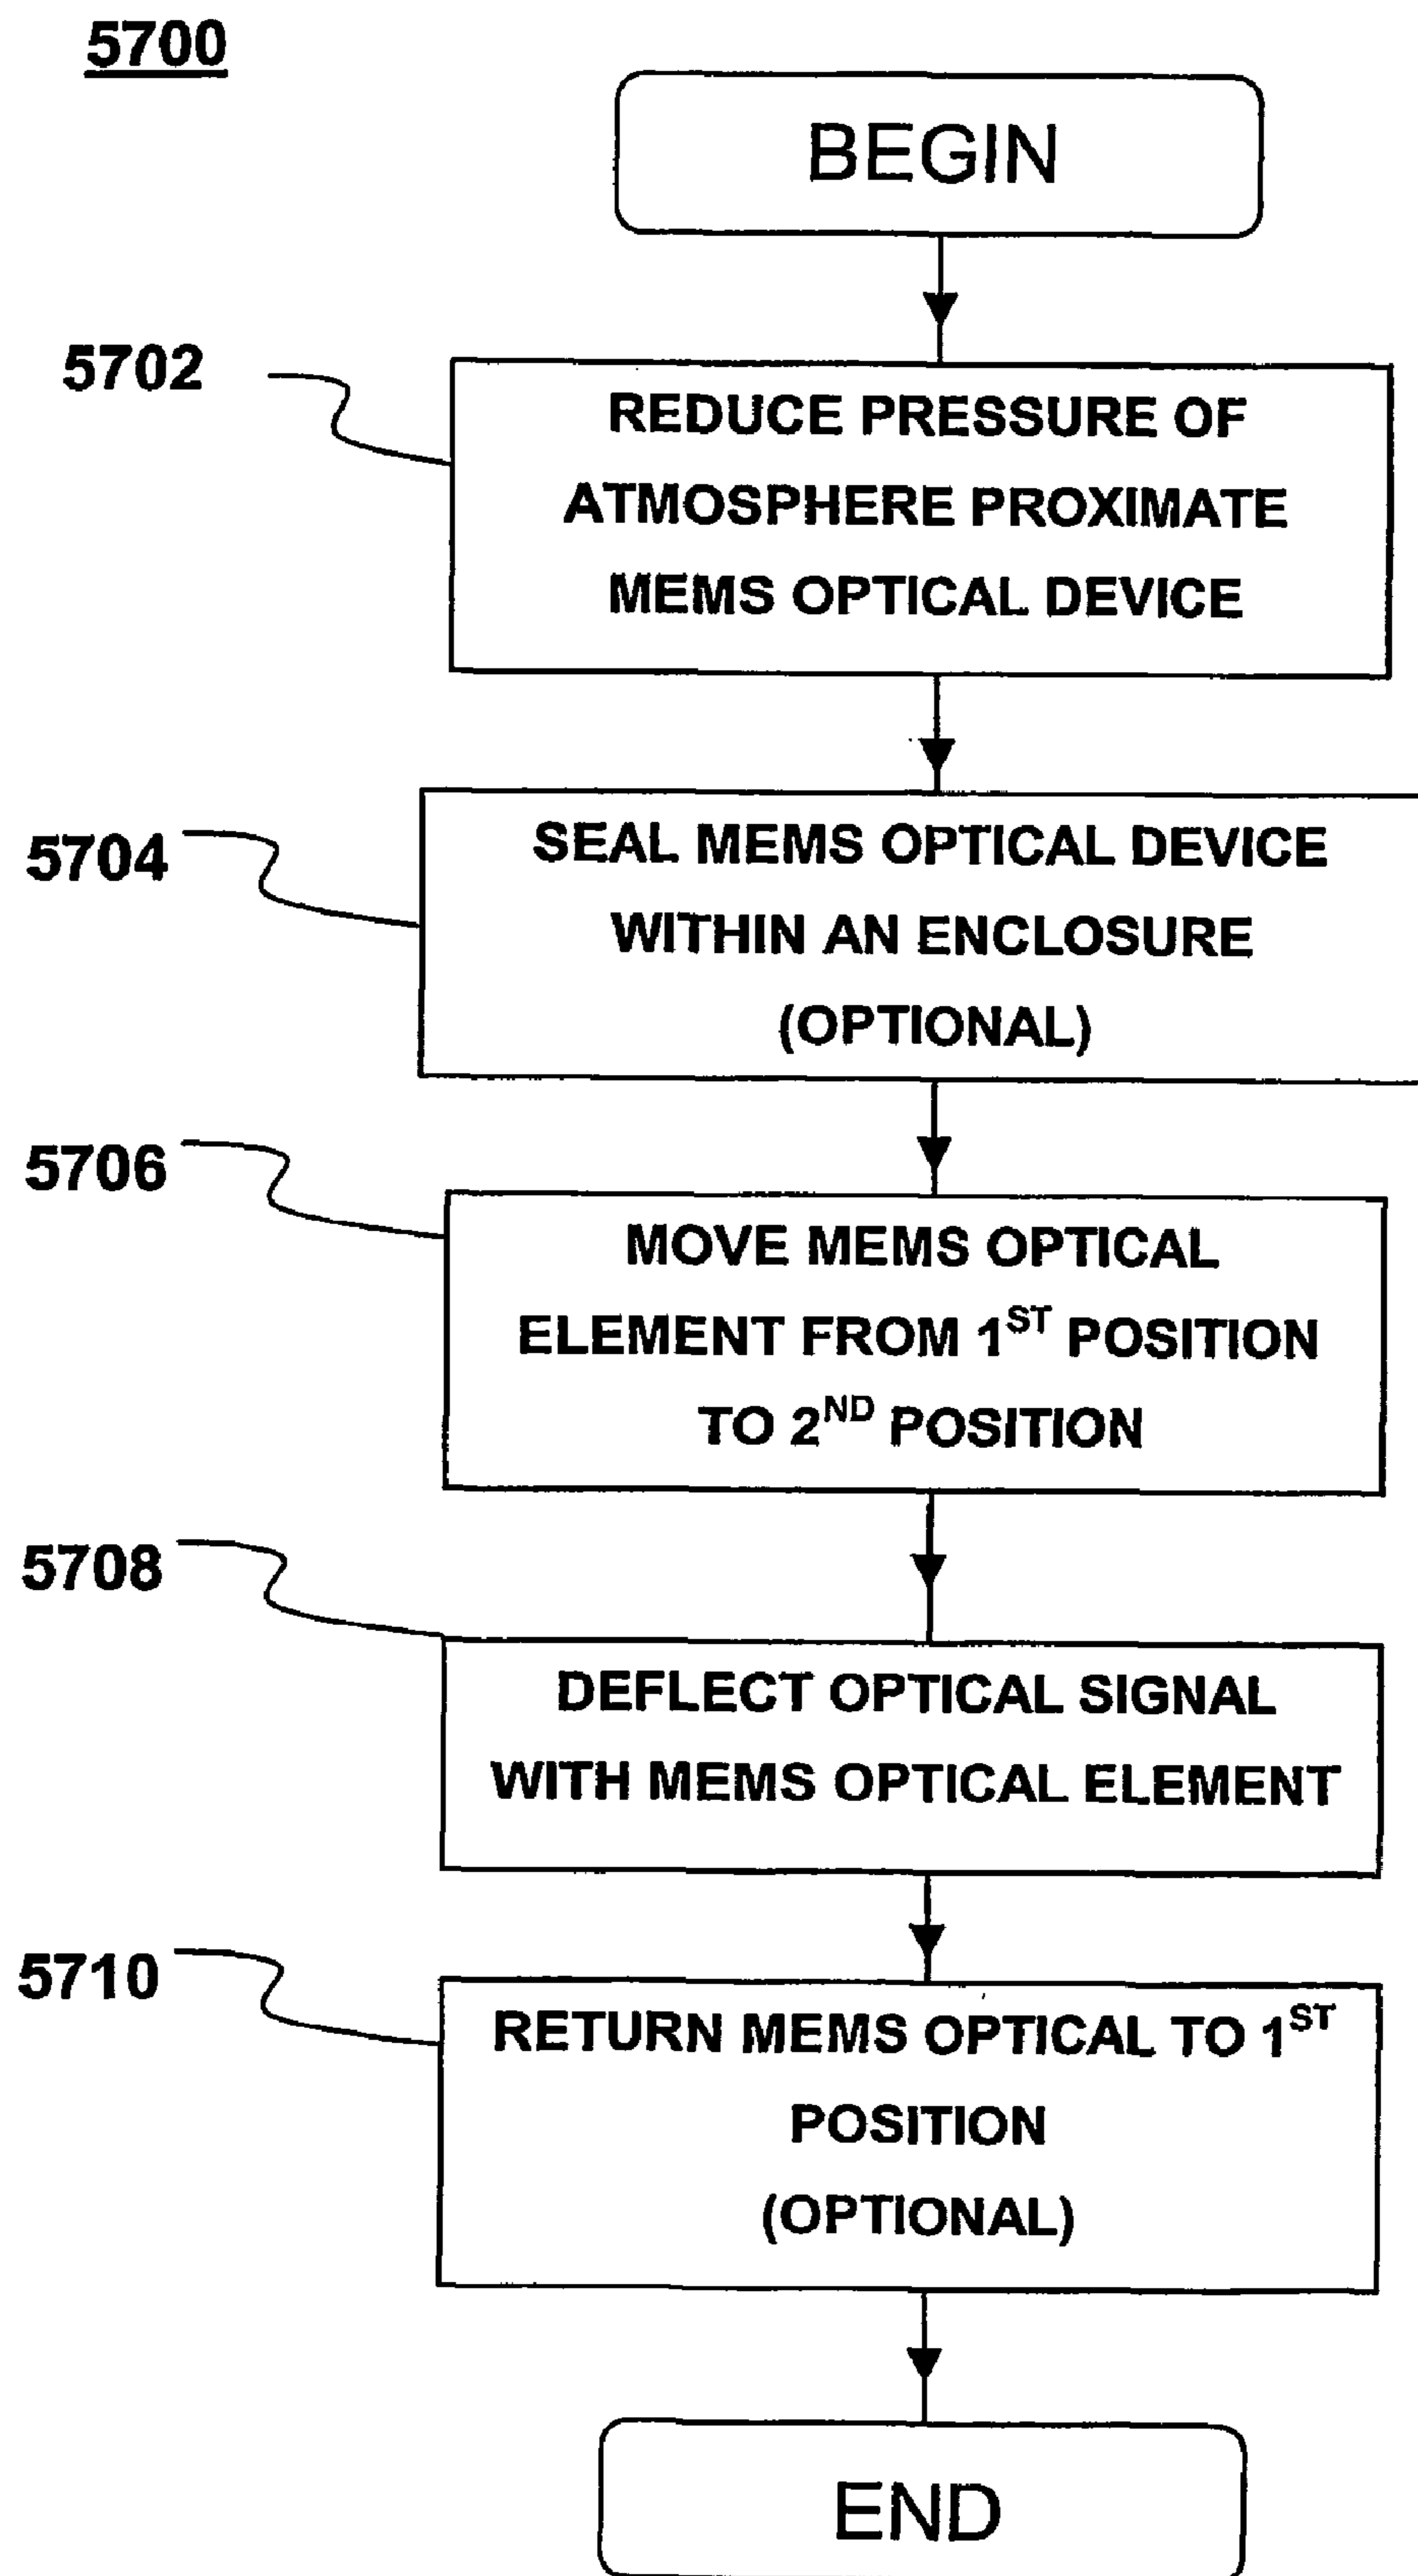 5700
BEGIN
5702
REDUCE PRESSURE OF
ATMOSPHERE PROXIMATE
MEMS OPTICAL DEVICE
5704
SEAL MEMS OPTICAL DEVICE
WITHIN AN ENCLOSURE
(OPTIONAL)
5706
MOVE MEMS OPTICAL
ELEMENT FROM 1ST POSITION
TO 2ND POSITION
5708
DEFLECT OPTICAL SIGNAL
WITH MEMS OPTICAL ELEMENT
5710
RETURN MEMS OPTICAL TO 1ST
POSITION
(OPTIONAL)
END